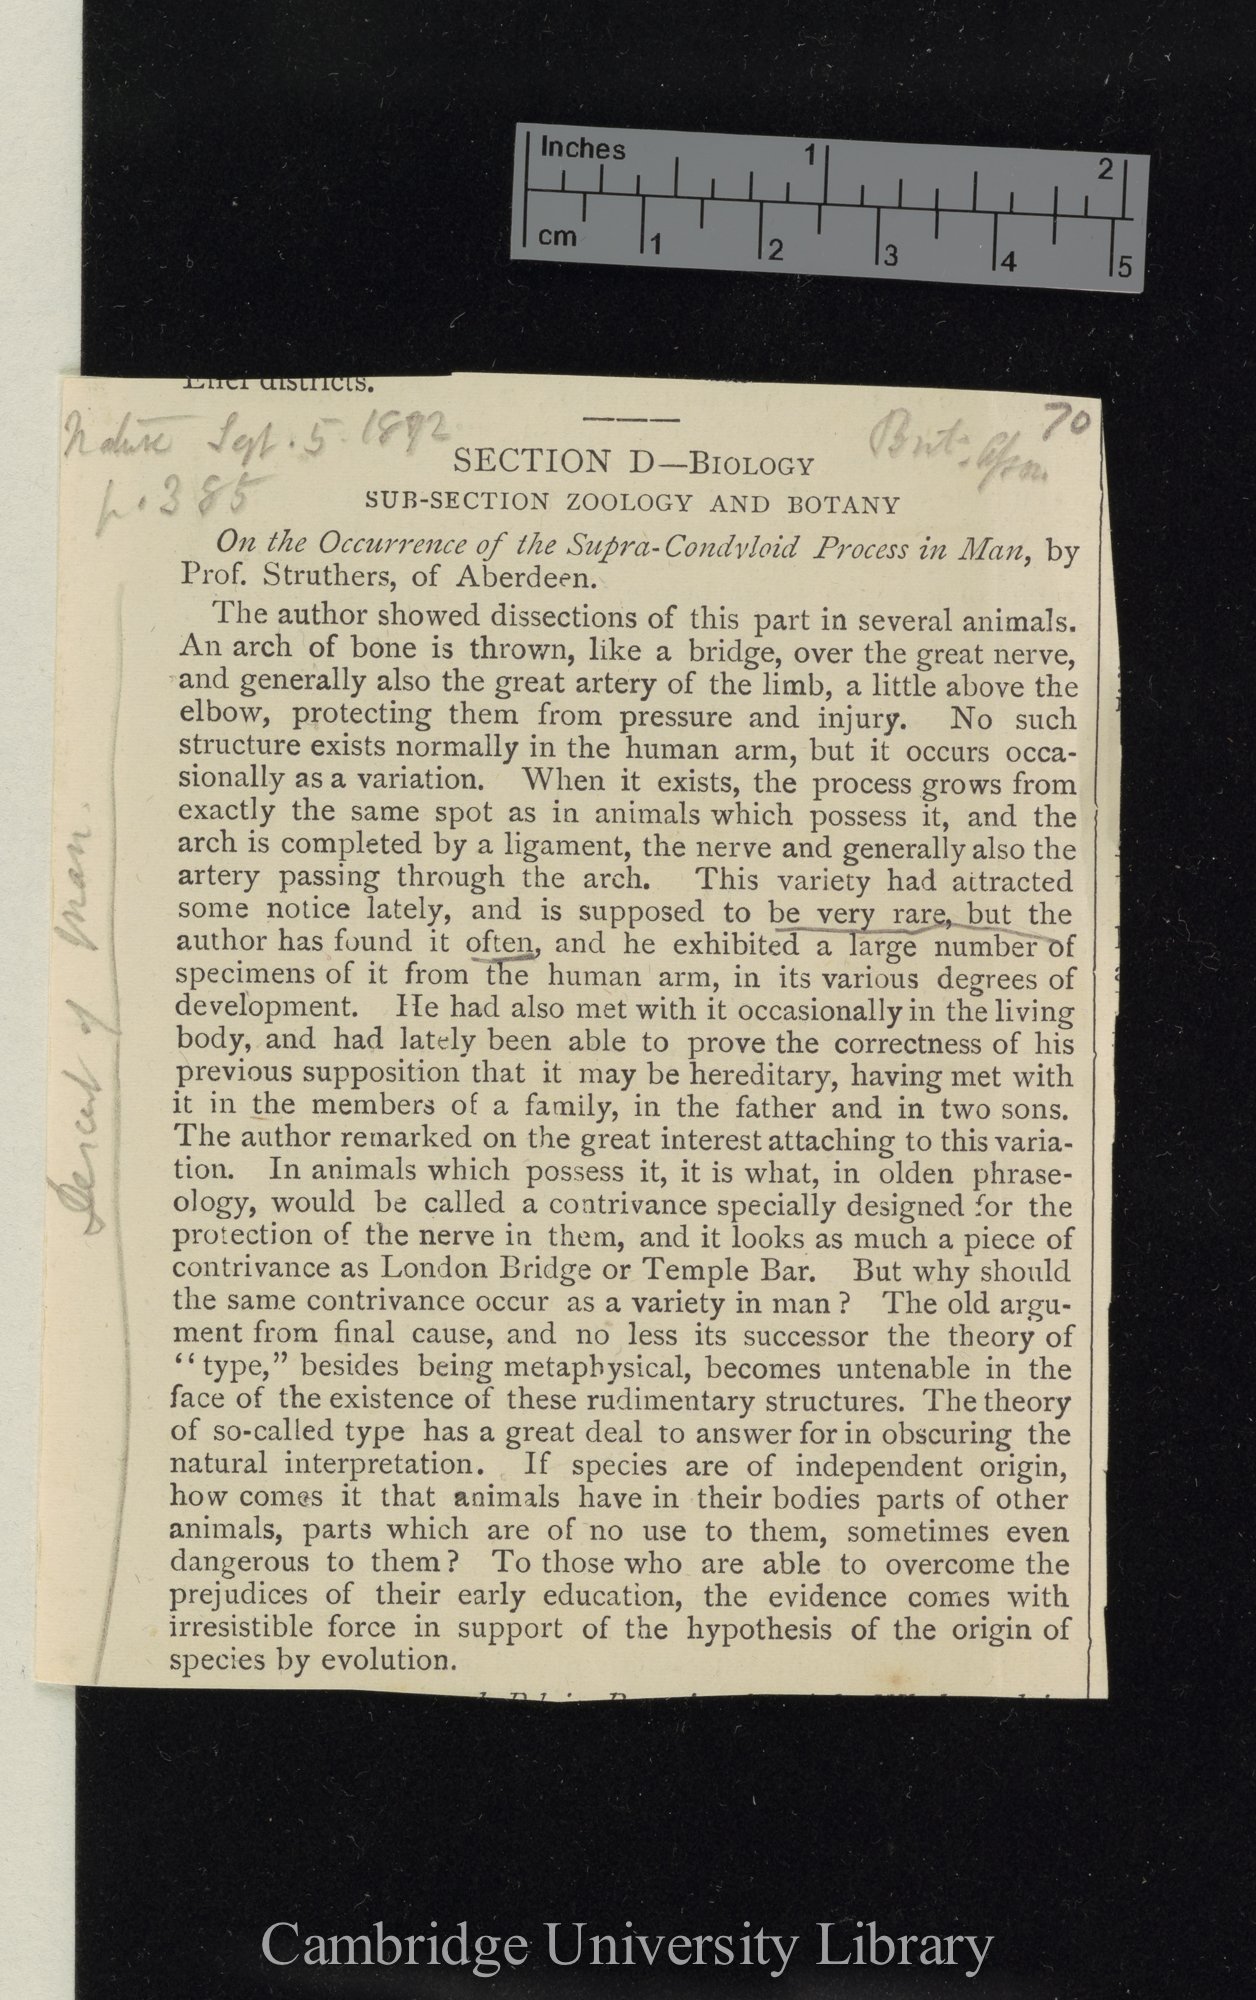 Inches 1 2
cm 1 2 3 4 5
districts.
70
Nature Sept. 5. 1872
Brit. Assn.
p. 385
SECTION D—BIOLOGY
SUB-SECTION ZOOLOGY AND BOTANY
On the Occurrence of the Supra-Condyloid Process in Man, by
Prof. Struthers, of Aberdeen.
The author showed dissections of this part in several animals.
An arch of bone is thrown, like a bridge, over the great nerve,
and generally also the great artery of the limb, a little above the
elbow, protecting them from pressure and injury. No such
structure exists normally in the human arm, but it occurs occa-
sionally as a variation. When it exists, the process grows from
exactly the same spot as in animals which possess it, and the
arch is completed by a ligament, the nerve and generally also the
artery passing through the arch. This variety had attracted
some notice lately, and is supposed to be very rare, but the
author has found it often, and he exhibited a large number of
specimens of it from the human arm, in its various degrees of
development. He had also met with it occasionally in the living
body, and had lately been able to prove the correctness of his
previous supposition that it may be hereditary, having met with
it in the members of a family, in the father and in two sons.
The author remarked on the great interest attaching to this varia-
tion. In animals which possess it, it is what, in olden phrase-
ology, would be called a contrivance specially designed for the
protection of the nerve in them, and it looks as much a piece of
contrivance as London Bridge or Temple Bar. But why should
the same contrivance occur as a variety in man? The old argu-
ment from final cause, and no less its successor the theory of
“type,” besides being metaphysical, becomes untenable in the
face of the existence of these rudimentary structures. The theory
of so-called type has a great deal to answer for in obscuring the
natural interpretation. If species are of independent origin,
how comes it that animals have in their bodies parts of other
animals, parts which are of no use to them, sometimes even
dangerous to them? To those who are able to overcome the
prejudices of their early education, the evidence comes with
irresistible force in support of the hypothesis of the origin of
species by evolution.
Descent of Man.
Cambridge University Library